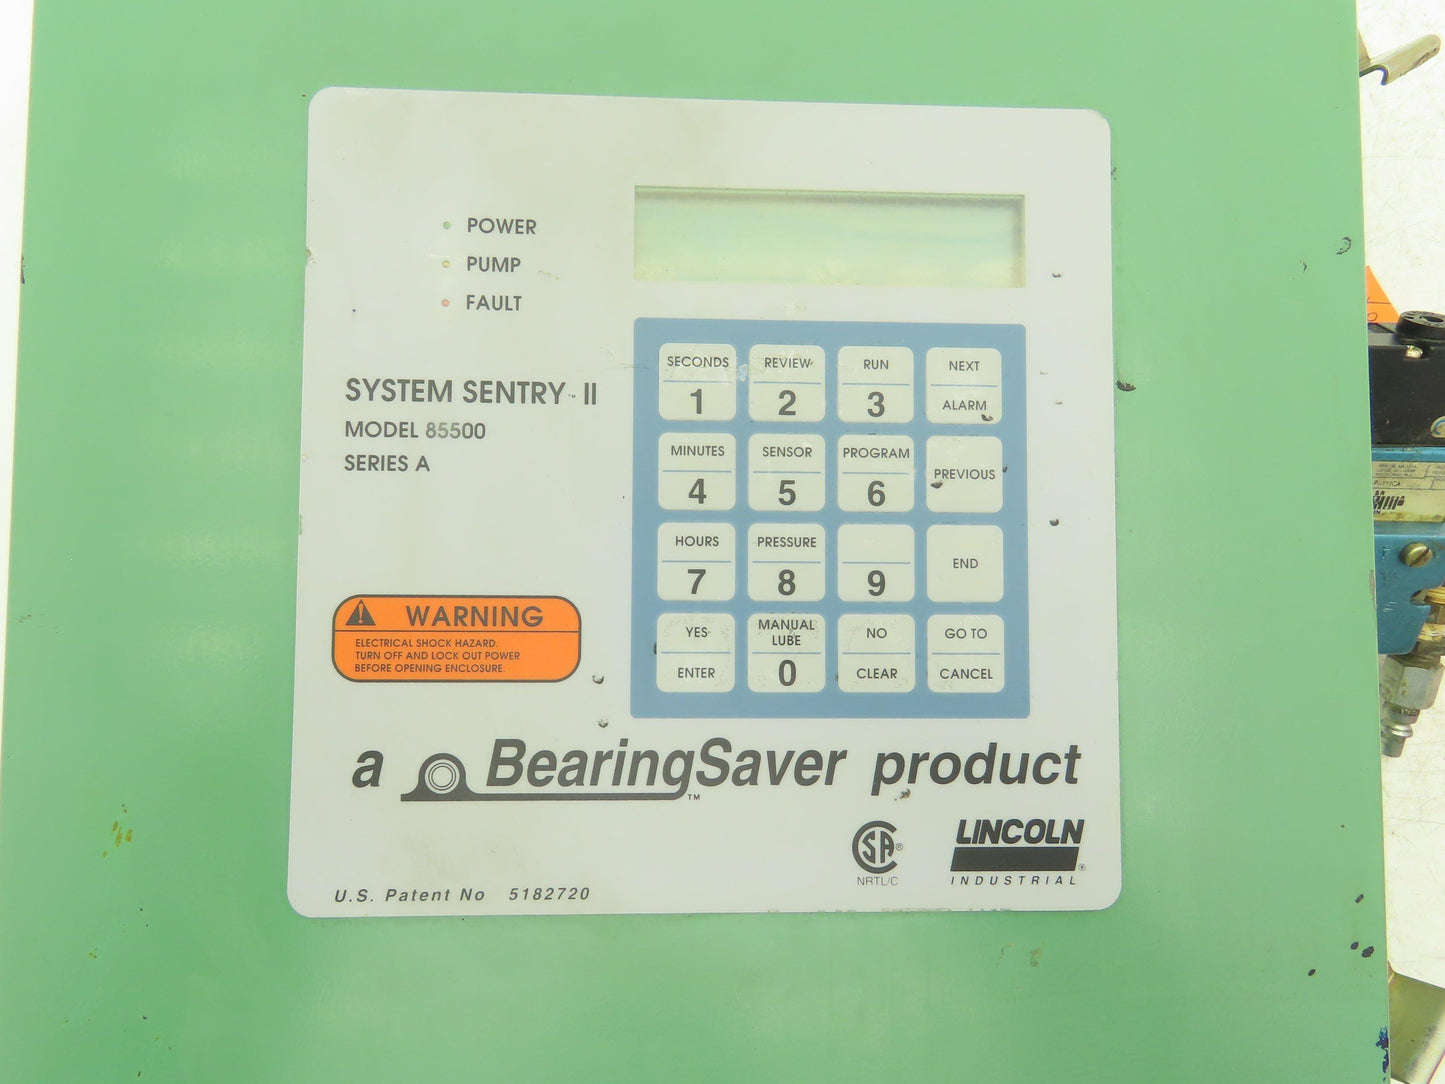 POWER
PUMP
FAULT
SYSTEM SENTRY II
MODEL 85500
SERIES A
SECONDS
1
REVIEW
2
RUN
3
NEXT
ALARM
MINUTES
4
SENSOR
5
PROGRAM
6
PREVIOUS
HOURS
7
PRESSURE
8
9
END
YES
ENTER
MANUAL
LUBE
0
NO
CLEAR
GO TO
CANCEL
WARNING
ELECTRICAL SHOCK HAZARD.
TURN OFF AND LOCK OUT POWER
BEFORE OPENING ENCLOSURE.
a BearingSaver product
TM
CSA ®
NRTL/C
LINCOLN ®
INDUSTRIAL
U.S. Patent No 5182720